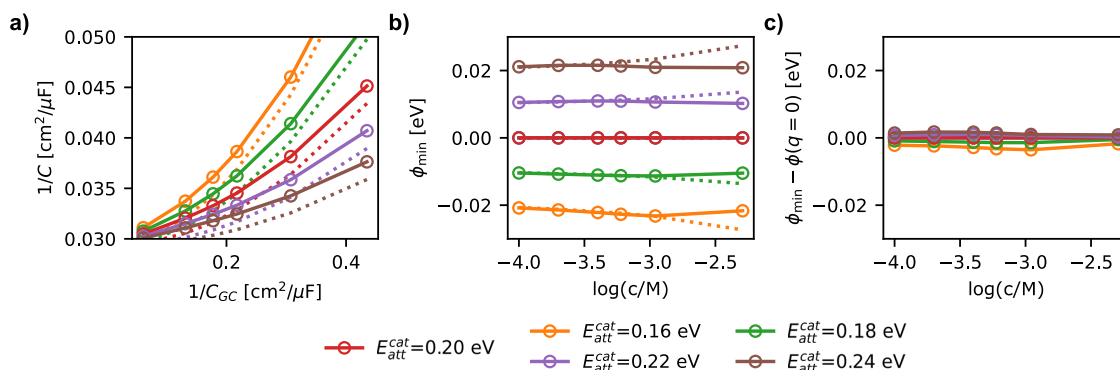 a)
0.050
0.045
0.040
0.035
0.030
1/C [cm²/μF]
0.2
0.4
1/C_GC [cm²/μF]
b)
0.02
0.00
−0.02
ϕ_min [eV]
−4.0
−3.5
−3.0
−2.5
log(c/M)
c)
0.02
0.00
−0.02
ϕ_min − ϕ(q = 0) [eV]
−4.0
−3.5
−3.0
−2.5
log(c/M)
E_att^cat=0.20 eV
E_att^cat=0.16 eV
E_att^cat=0.18 eV
E_att^cat=0.22 eV
E_att^cat=0.24 eV